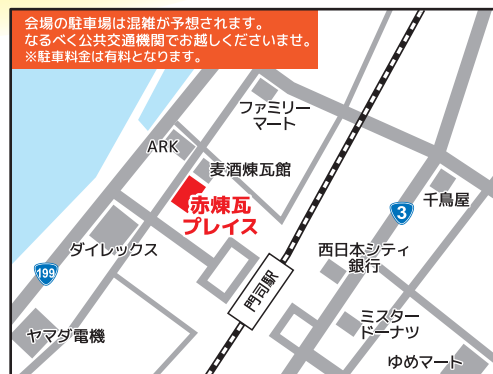 会場の駐車場は混雑が予想されます。
なるべく公共交通機関でお越しくださいませ。
※駐車料金は有料となります。
ファミリー
マート
ARK
麦酒煉瓦館
赤煉瓦
プレイス
千鳥屋
3
ダイレックス
西日本シティ
銀行
199
門司駅
ミスター
ドーナツ
ヤマダ電機
ゆめマート